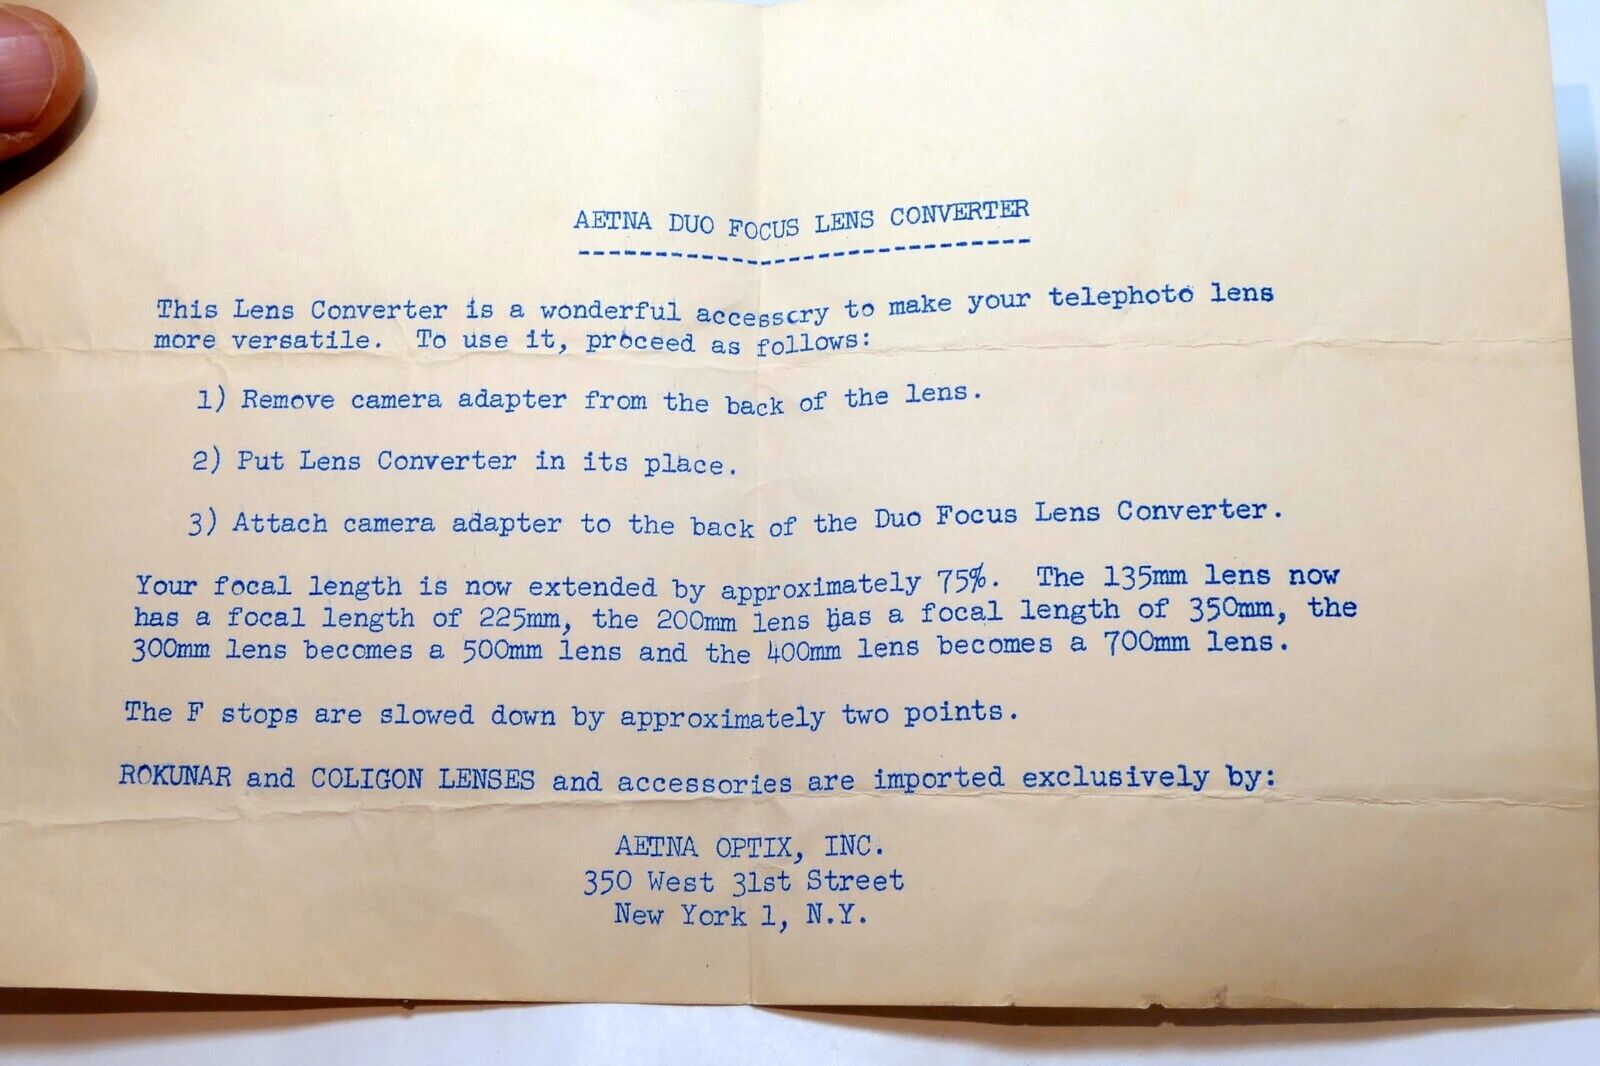 AETNA DUO FOCUS LENS CONVERTER
------------------------------
This Lens Converter is a wonderful accesscry to make your telephoto lens
more versatile. To use it, proceed as follows:
1) Remove camera adapter from the back of the lens.
2) Put Lens Converter in its place.
3) Attach camera adapter to the back of the Duo Focus Lens Converter.
Your focal length is now extended by approximately 75%. The 135mm lens now
has a focal length of 225mm, the 200mm lens has a focal length of 350mm, the
300mm lens becomes a 500mm lens and the 400mm lens becomes a 700mm lens.
The F stops are slowed down by approximately two points.
ROKUNAR and COLIGON LENSES and accessories are imported exclusively by:
AETNA OPTIX, INC.
350 West 31st Street
New York 1, N.Y.